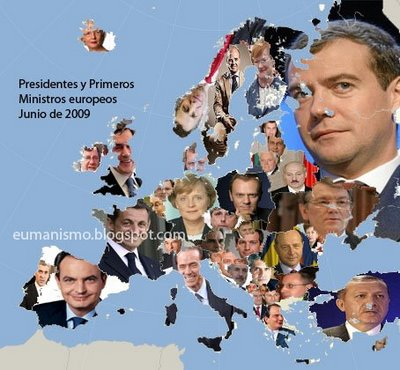 Presidentes y Primeros
Ministros europeos
Junio de 2009
eumanismo.blogspot.com